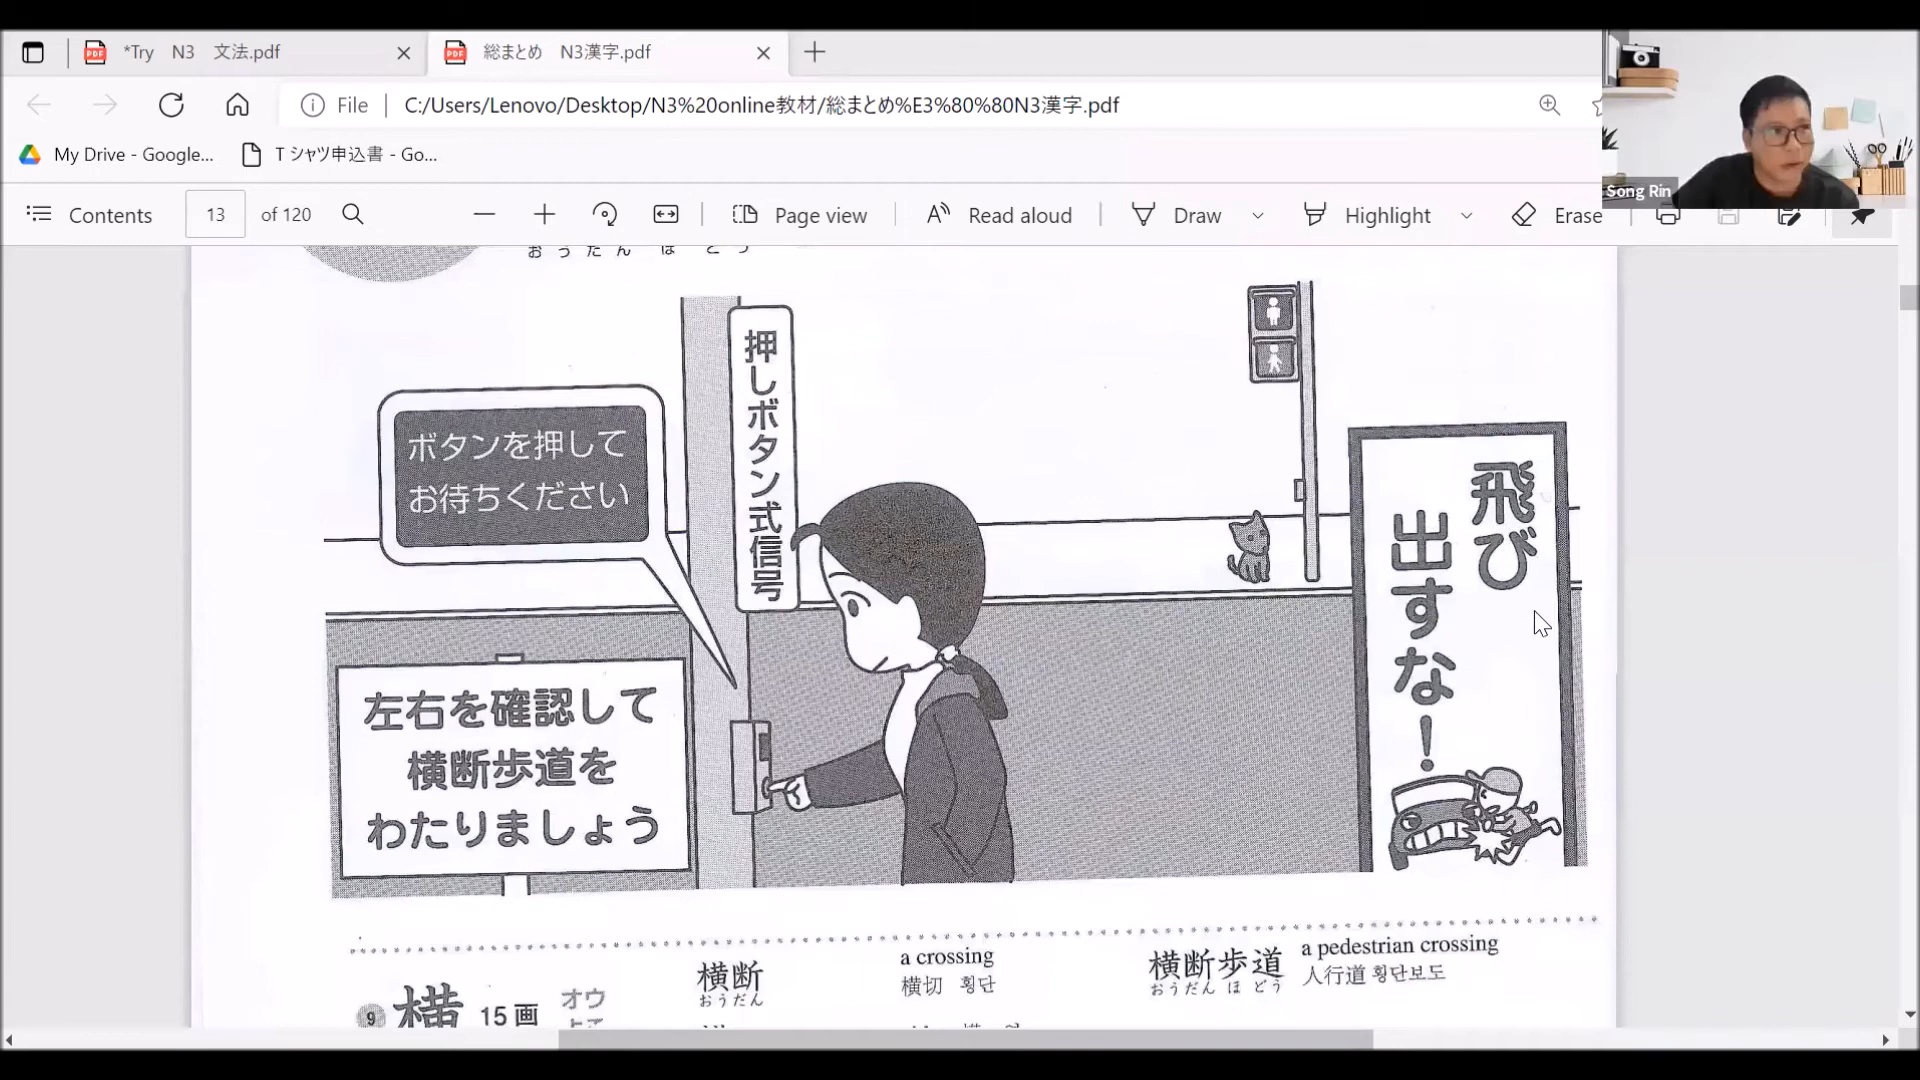 *Try　N3　文法.pdf
総まとめ　N3漢字.pdf
File
C:/Users/Lenovo/Desktop/N3%20online教材/総まとめ%E3%80%80N3漢字.pdf
My Drive - Google...
Tシャツ申込書 - Go...
Contents
13
of 120
Page view
Read aloud
Draw
Highlight
Erase
Song Rin
おうだん ほ どう
押しボタン式信号
ボタンを押して
お待ちください
飛び
出すな!
左右を確認して
横断歩道を
わたりましょう
9
横
15画
オウ
横断
おうだん
a crossing
横切 횡단
横断歩道
おうだん ほ どう
a pedestrian crossing
人行道 횡단보도